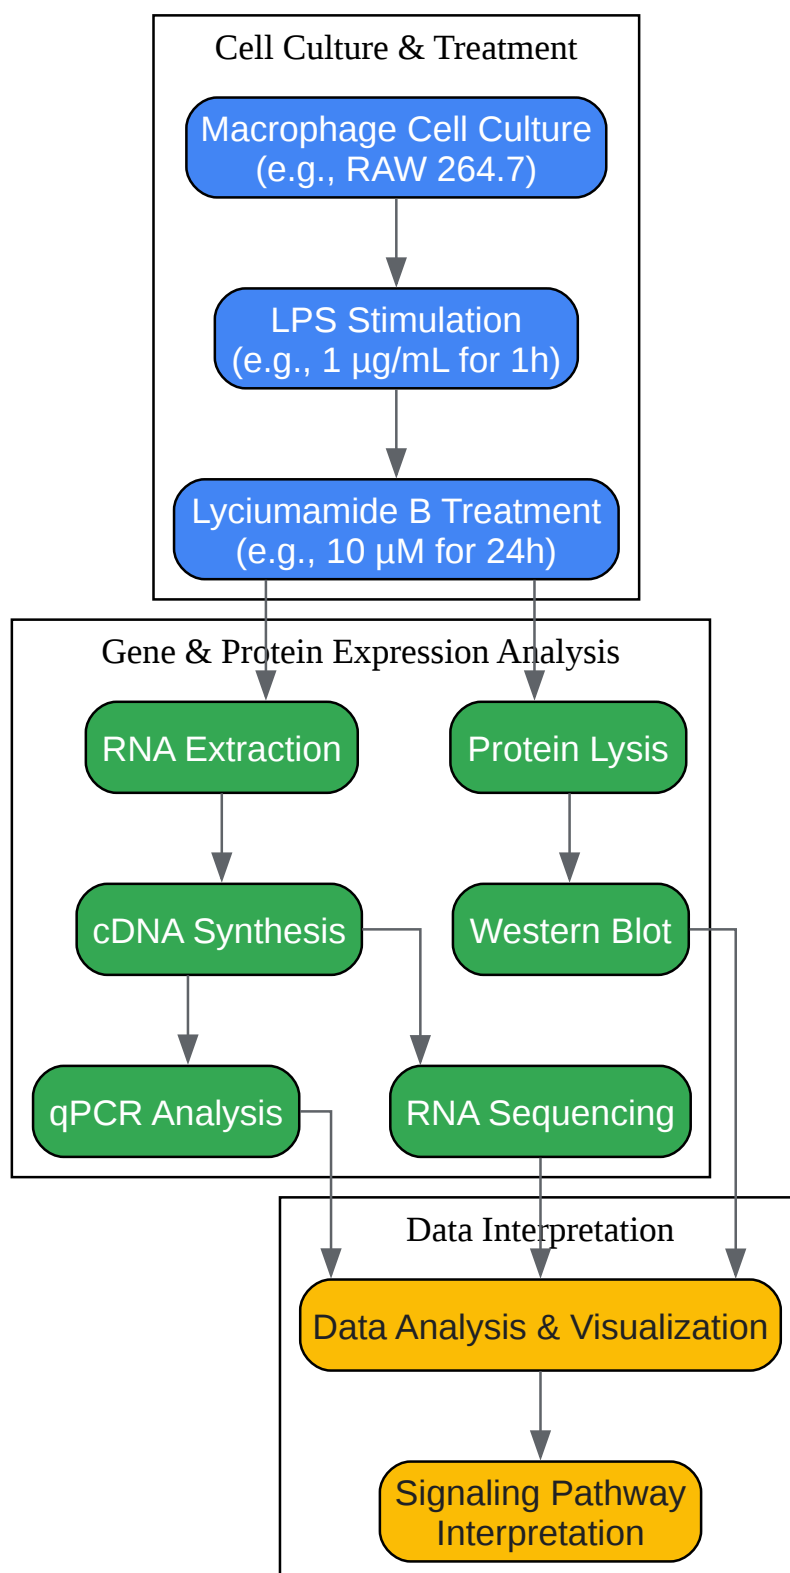 Cell Culture & Treatment
Macrophage Cell Culture
(e.g., RAW 264.7)
LPS Stimulation
(e.g., 1 µg/mL for 1h)
Lyciumamide B Treatment
(e.g., 10 µM for 24h)
Gene & Protein Expression Analysis
RNA Extraction
Protein Lysis
cDNA Synthesis
Western Blot
qPCR Analysis
RNA Sequencing
Data Interpretation
Data Analysis & Visualization
Signaling Pathway
Interpretation